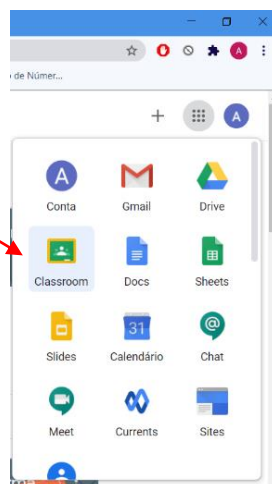 A
de Númer...
A
A
Conta
Gmail
Drive
Classroom
Docs
Sheets
Slides
31
Calendário
@
Chat
Meet
Currents
Sites